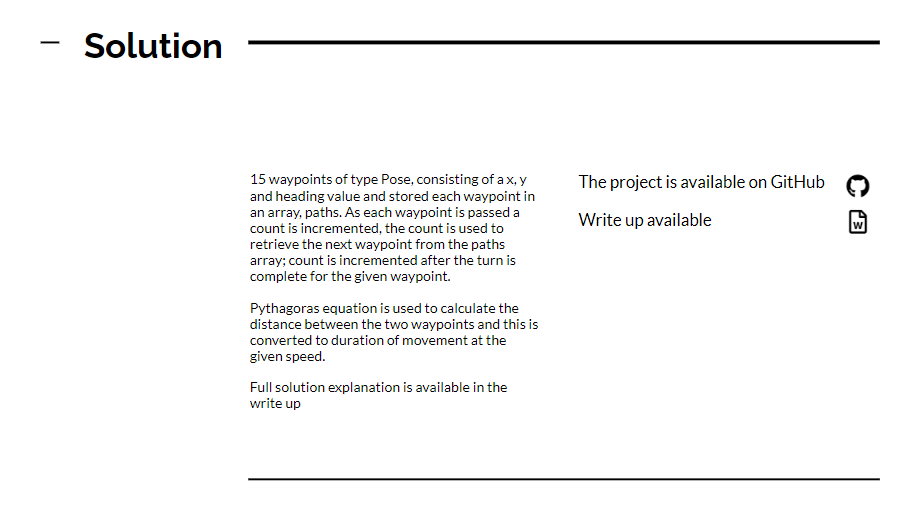 Solution
15 waypoints of type Pose, consisting of a x, y
and heading value and stored each waypoint in
an array, paths. As each waypoint is passed a
count is incremented, the count is used to
retrieve the next waypoint from the paths
array; count is incremented after the turn is
complete for the given waypoint.
Pythagoras equation is used to calculate the
distance between the two waypoints and this is
converted to duration of movement at the
given speed.
Full solution explanation is available in the
write up
The project is available on GitHub
Write up available
W